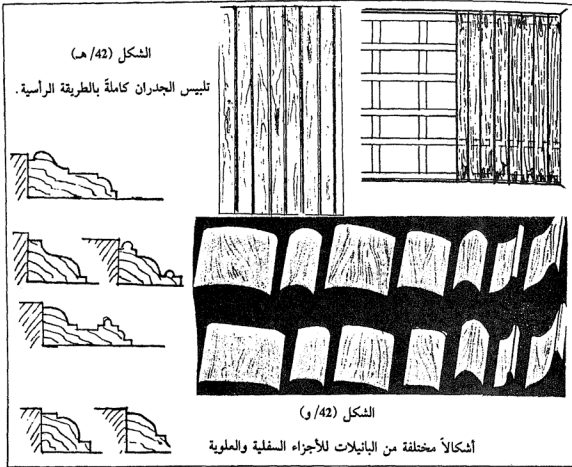 الشكل (42/ هـ)
تلبيس الجدران كاملةً بالطريقة الرأسية.
الشكل (42/ و)
أشكالاً مختلفة من البانيلات للأجزاء السفلية والعلوية